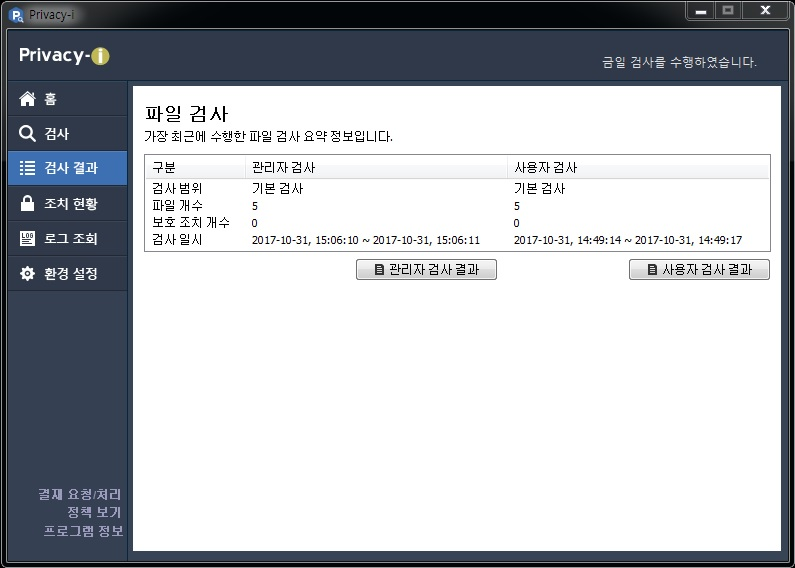 Privacy-i
Privacy-i
금일 검사를 수행하였습니다.
홈
검사
검사 결과
조치 현황
LOG 로그 조회
환경 설정
결재 요청/처리
정책 보기
프로그램 정보
파일 검사
가장 최근에 수행한 파일 검사 요약 정보입니다.
구분 관리자 검사 사용자 검사
검사 범위 기본 검사 기본 검사
파일 개수 5 5
보호 조치 개수 0 0
검사 일시 2017-10-31, 15:06:10 ~ 2017-10-31, 15:06:11 2017-10-31, 14:49:14 ~ 2017-10-31, 14:49:17
관리자 검사 결과 사용자 검사 결과